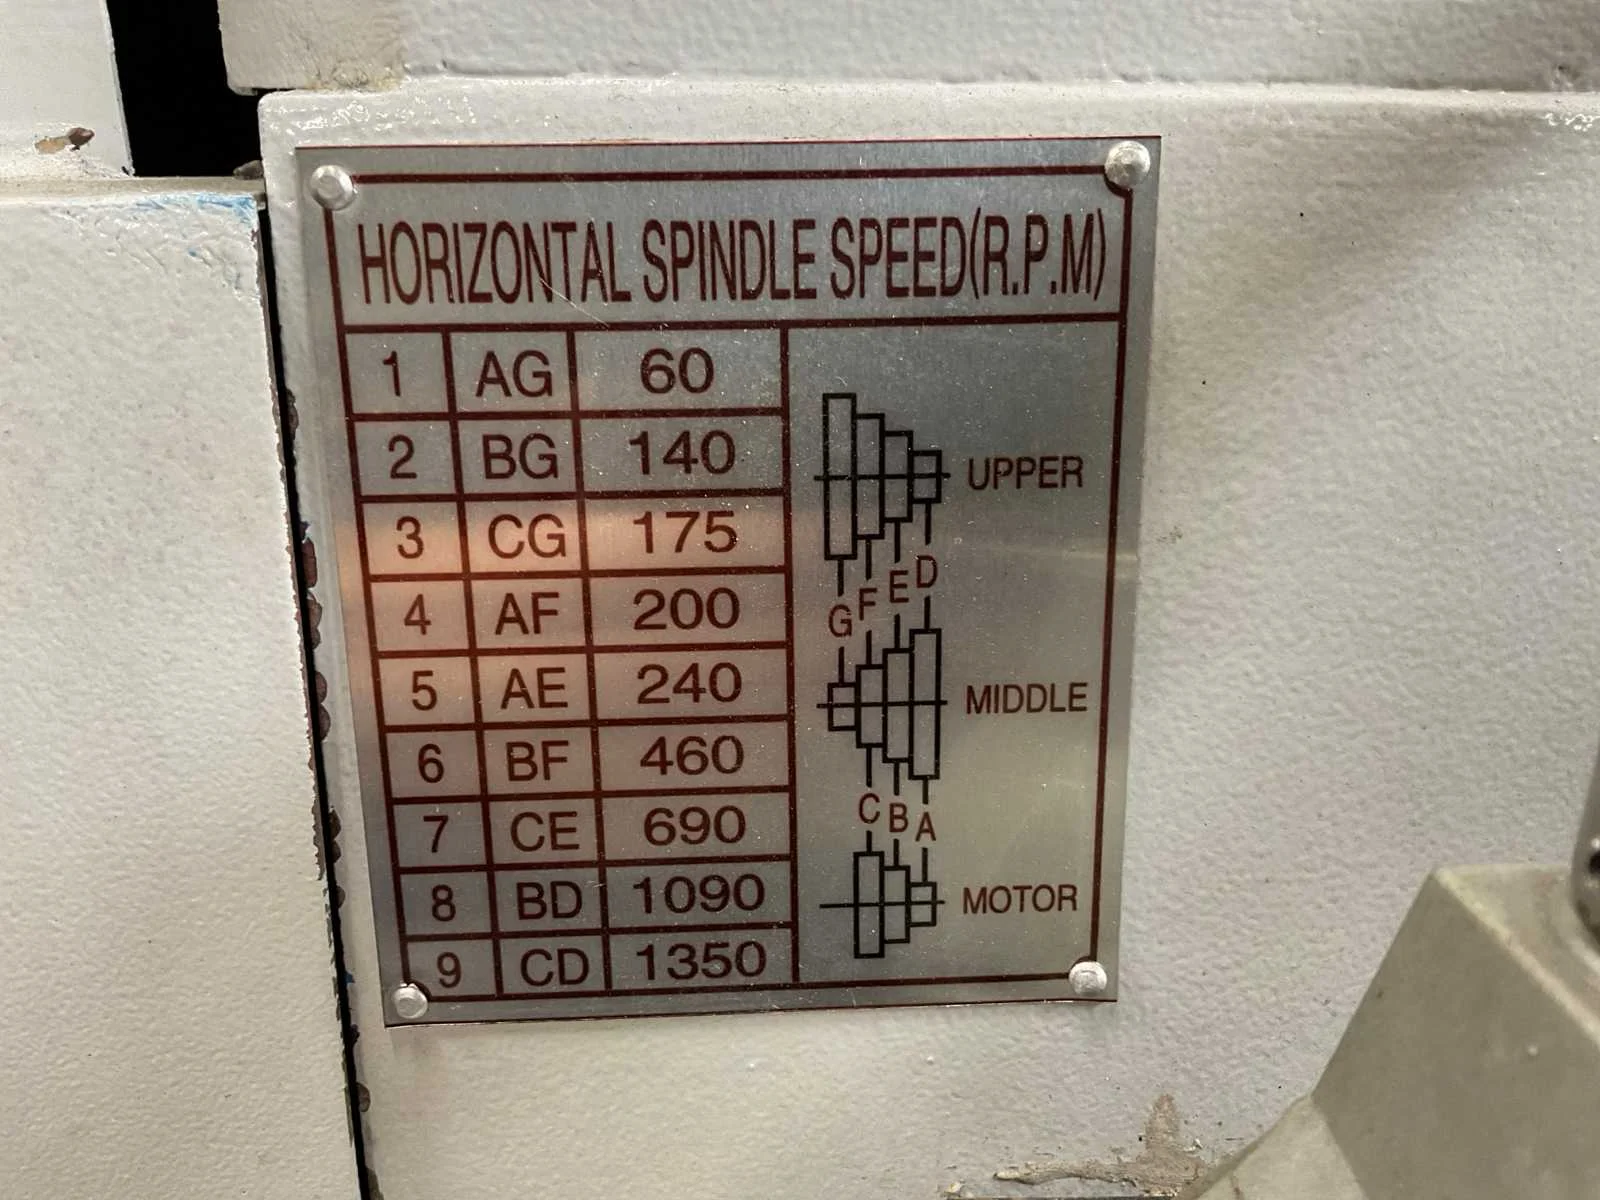 HORIZONTAL SPINDLE SPEED(R.P.M)
1 AG 60
2 BG 140
3 CG 175
4 AF 200
5 AE 240
6 BF 460
7 CE 690
8 BD 1090
9 CD 1350
UPPER
G F E D
MIDDLE
C B A
MOTOR